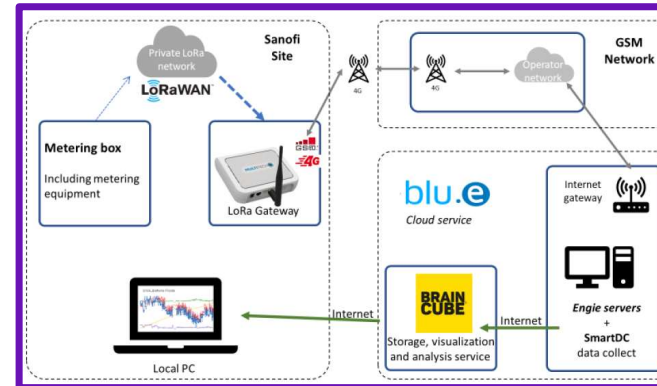 Sanofi
Site
Private LoRa
network
LoRaWAN
Metering box
Including metering
equipment
GSM
4G
LoRa Gateway
Local PC
4G
4G
Operator
network
GSM
Network
blu.e
Cloud service
Internet
gateway
BRAIN
CUBE
Storage, visualization
and analysis service
Internet
Internet
Engie servers
+
SmartDC
data collect